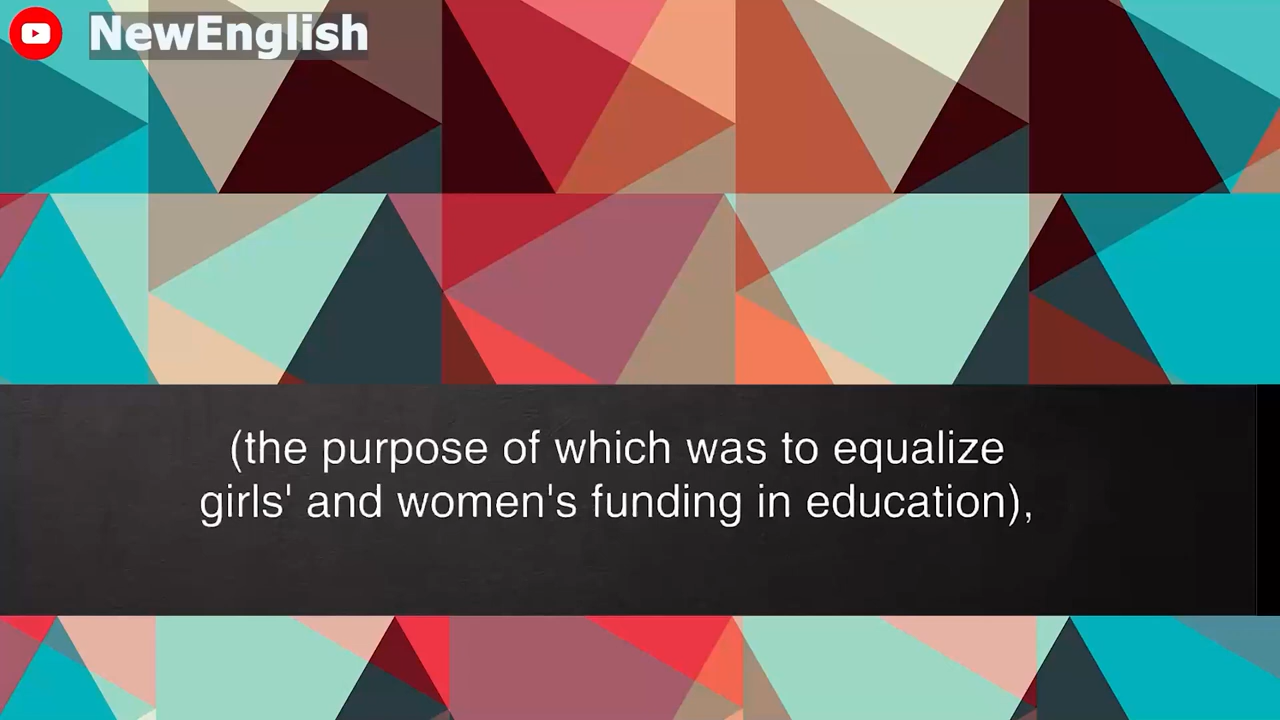 NewEnglish
(the purpose of which was to equalize
girls' and women's funding in education),